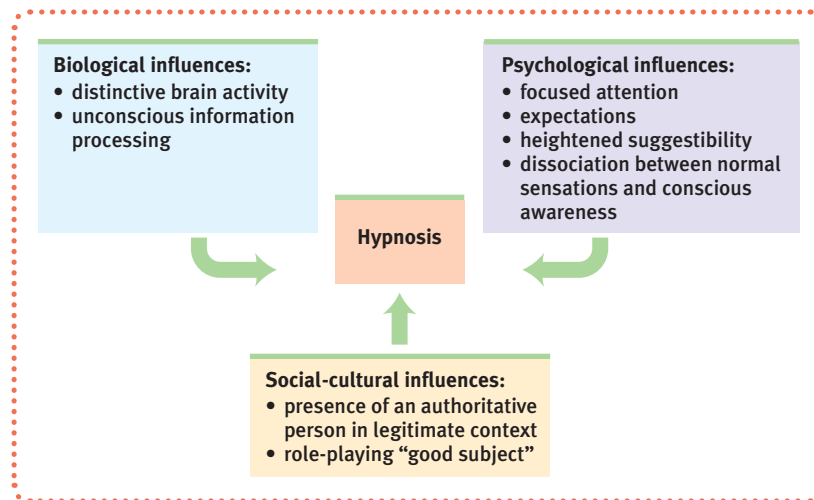 Biological influences:
• distinctive brain activity
• unconscious information
processing
Psychological influences:
• focused attention
• expectations
• heightened suggestibility
• dissociation between normal
sensations and conscious
awareness
Hypnosis
Social-cultural influences:
• presence of an authoritative
person in legitimate context
• role-playing “good subject”